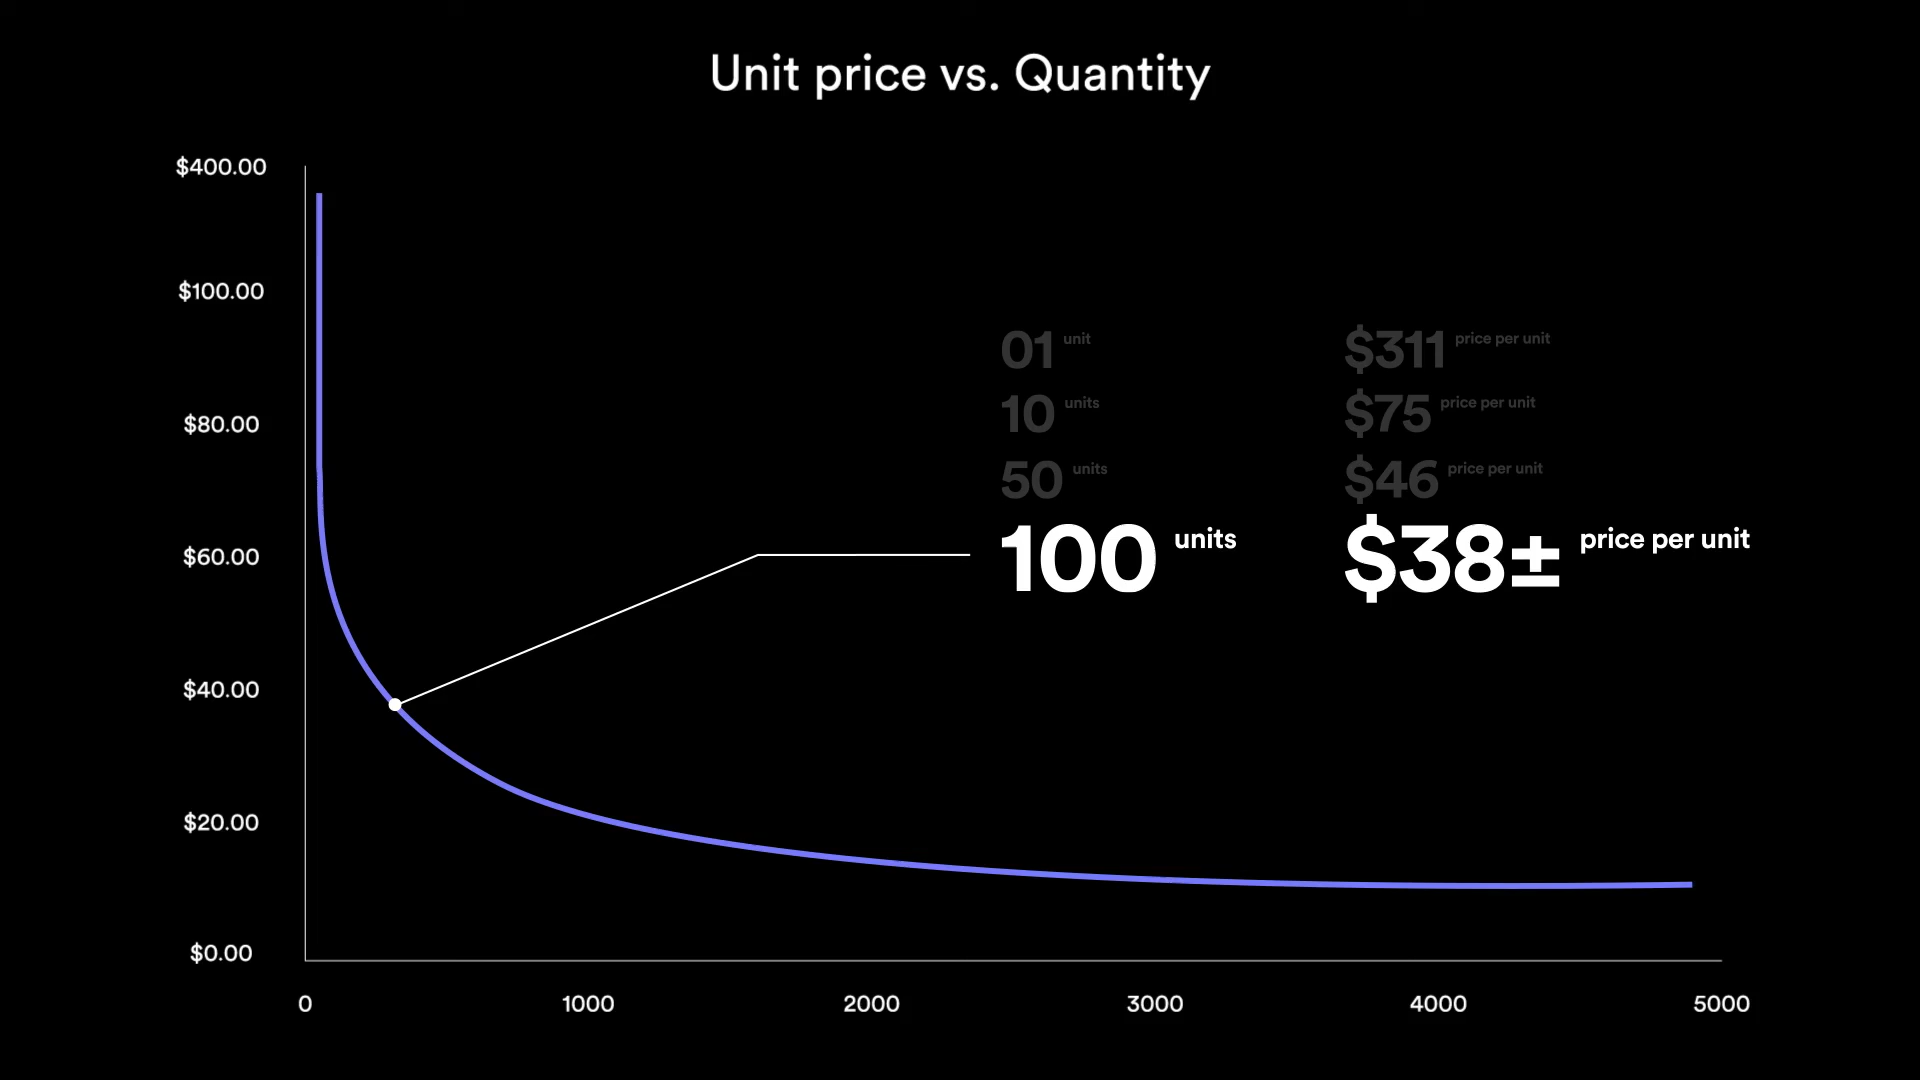 Unit price vs. Quantity
$400.00
$100.00
$80.00
$60.00
$40.00
$20.00
$0.00
01 unit $311 price per unit
10 units $75 price per unit
50 units $46 price per unit
100 units $38± price per unit
0 1000 2000 3000 4000 5000